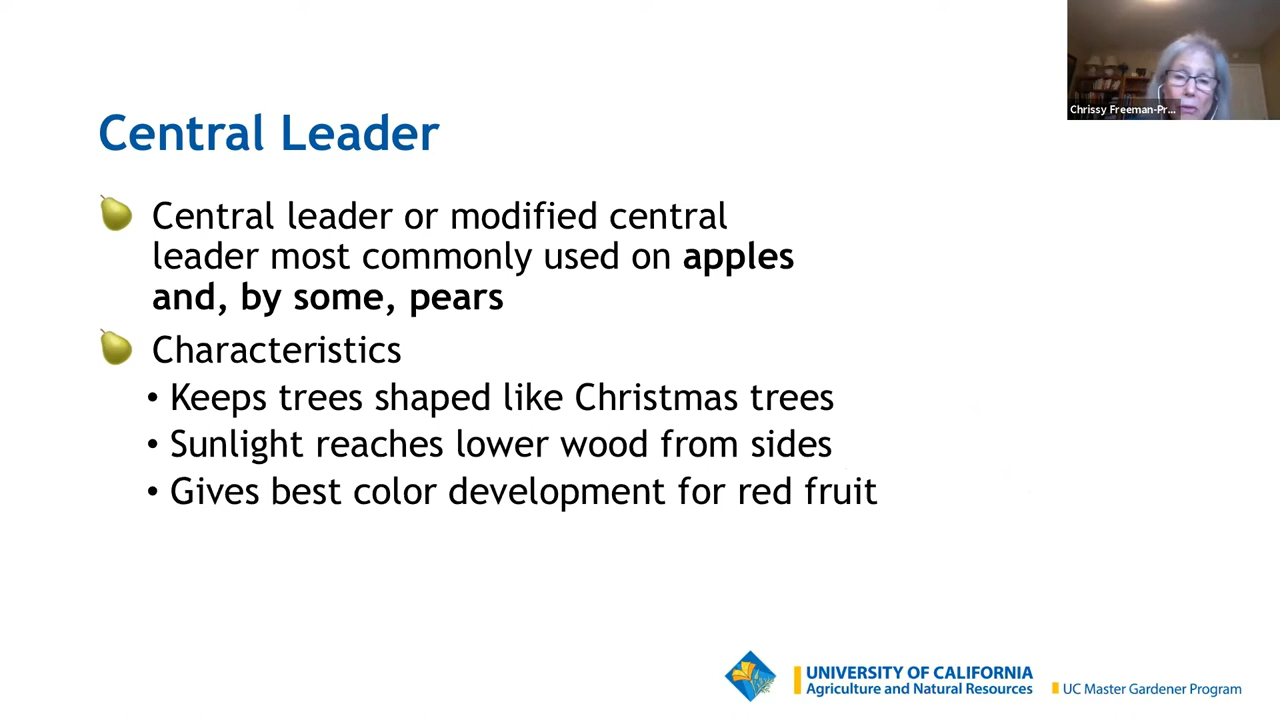 Chrissy Freeman-Pr...
Central Leader
Central leader or modified central
leader most commonly used on apples
and, by some, pears
Characteristics
• Keeps trees shaped like Christmas trees
• Sunlight reaches lower wood from sides
• Gives best color development for red fruit
UNIVERSITY OF CALIFORNIA
Agriculture and Natural Resources
UC Master Gardener Program